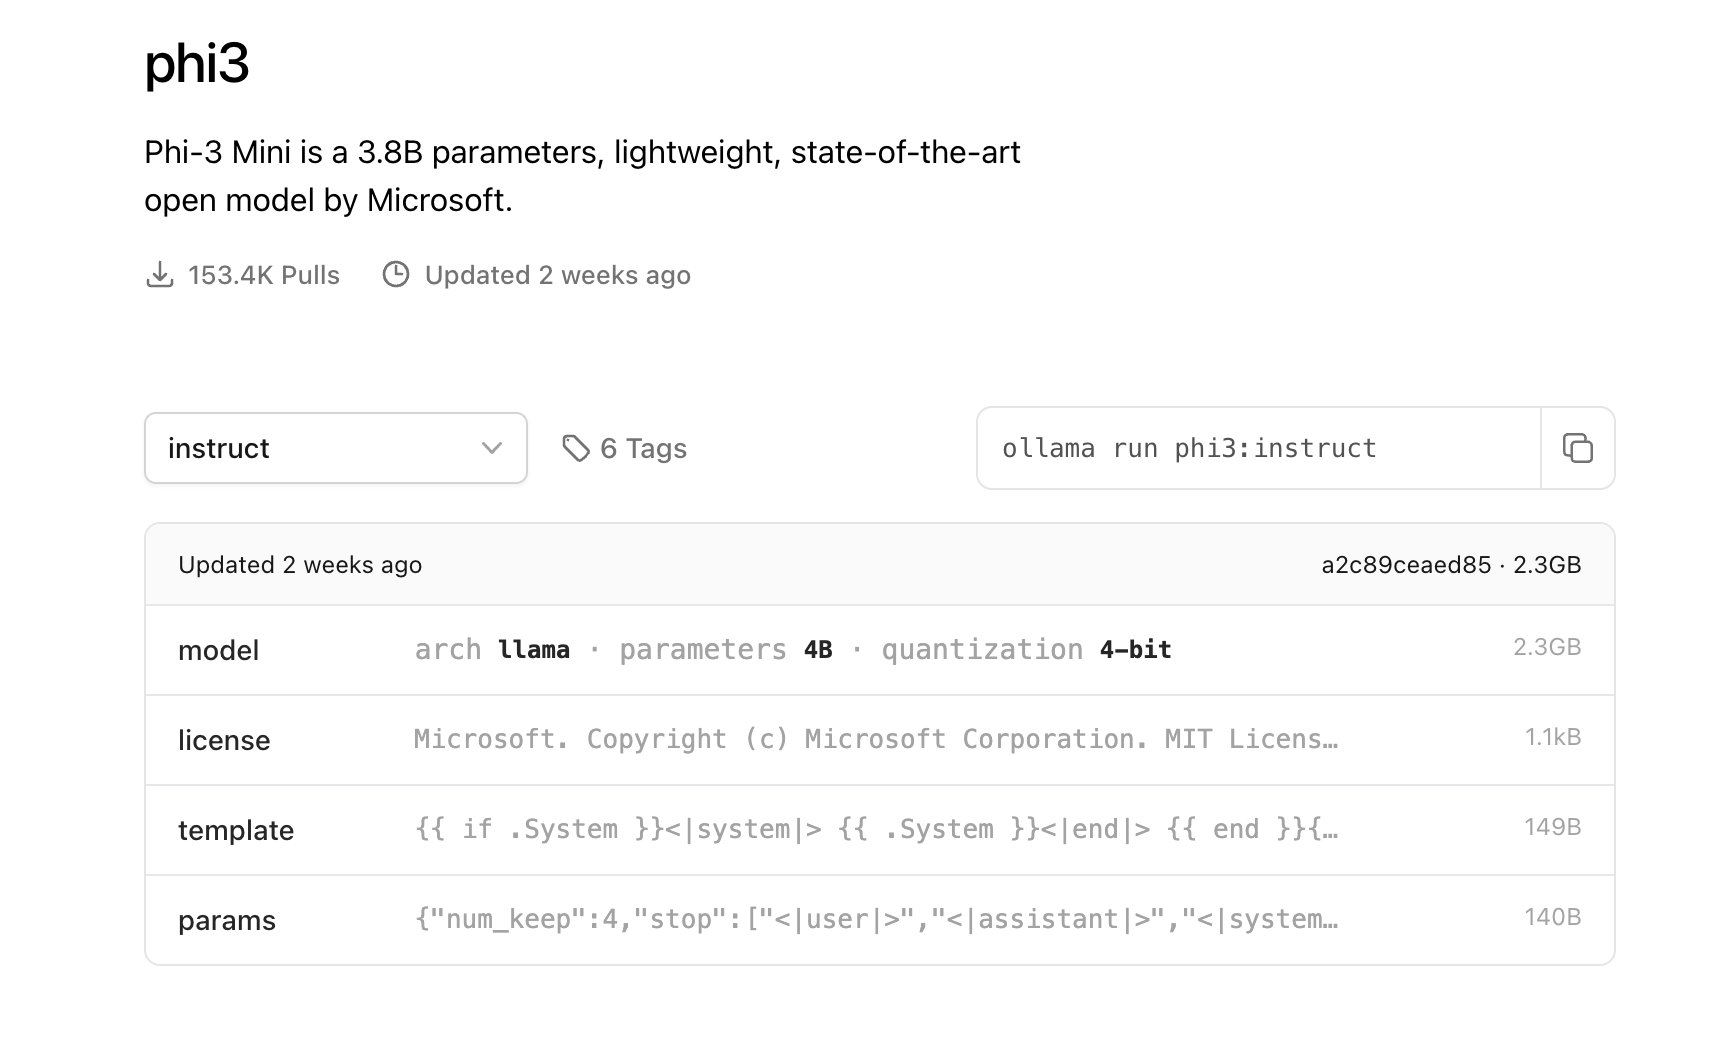 phi3
Phi-3 Mini is a 3.8B parameters, lightweight, state-of-the-art
open model by Microsoft.
153.4K Pulls Updated 2 weeks ago
instruct 6 Tags ollama run phi3:instruct
Updated 2 weeks ago a2c89ceaed85 · 2.3GB
model arch llama · parameters 4B · quantization 4-bit 2.3GB
license Microsoft. Copyright (c) Microsoft Corporation. MIT Licens… 1.1kB
template {{ if .System }}<|system|> {{ .System }}<|end|> {{ end }}{… 149B
params {"num_keep":4,"stop":["<|user|>","<|assistant|>","<|system… 140B